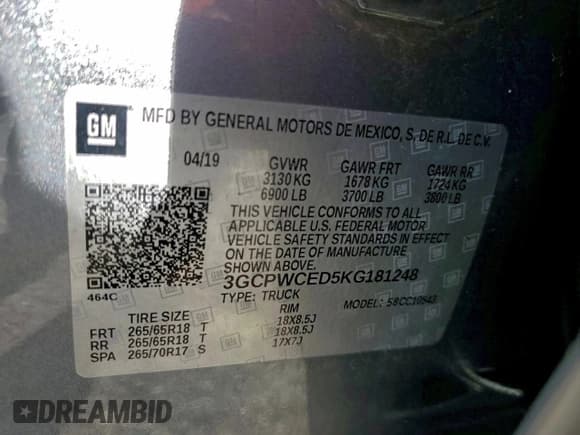 GM
MFD BY GENERAL MOTORS DE MEXICO, S. DE R.L. DE C.V.
04/19 GVWR GAWR FRT GAWR RR
3130 KG 1678 KG 1724 KG
6900 LB 3700 LB 3800 LB
THIS VEHICLE CONFORMS TO ALL
APPLICABLE U.S. FEDERAL MOTOR
VEHICLE SAFETY STANDARDS IN EFFECT
ON THE DATE OF MANUFACTURE
SHOWN ABOVE.
3GCPWCED5KG181248
464C
TYPE: TRUCK MODEL:
TIRE SIZE RIM
FRT 265/65R18 T 18X8.5J
RR 265/65R18 T 18X8.5J
SPA 265/70R17 S 17X7J
DREAMBID